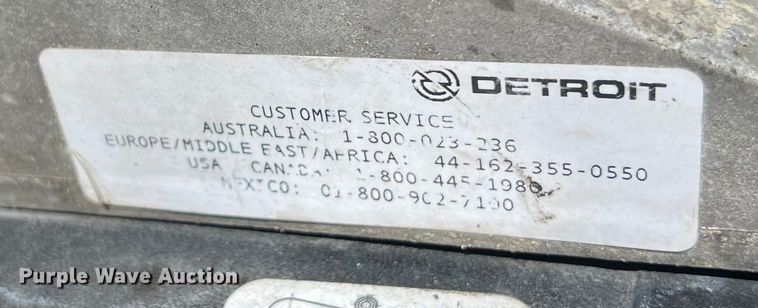 DETROIT
CUSTOMER SERVICE
AUSTRALIA: 1-800-023-236
EUROPE/MIDDLE EAST/AFRICA: 44-162-355-0550
USA CANADA: 1-800-445-1980
MEXICO: 01-800-902-7100
Purple Wave Auction